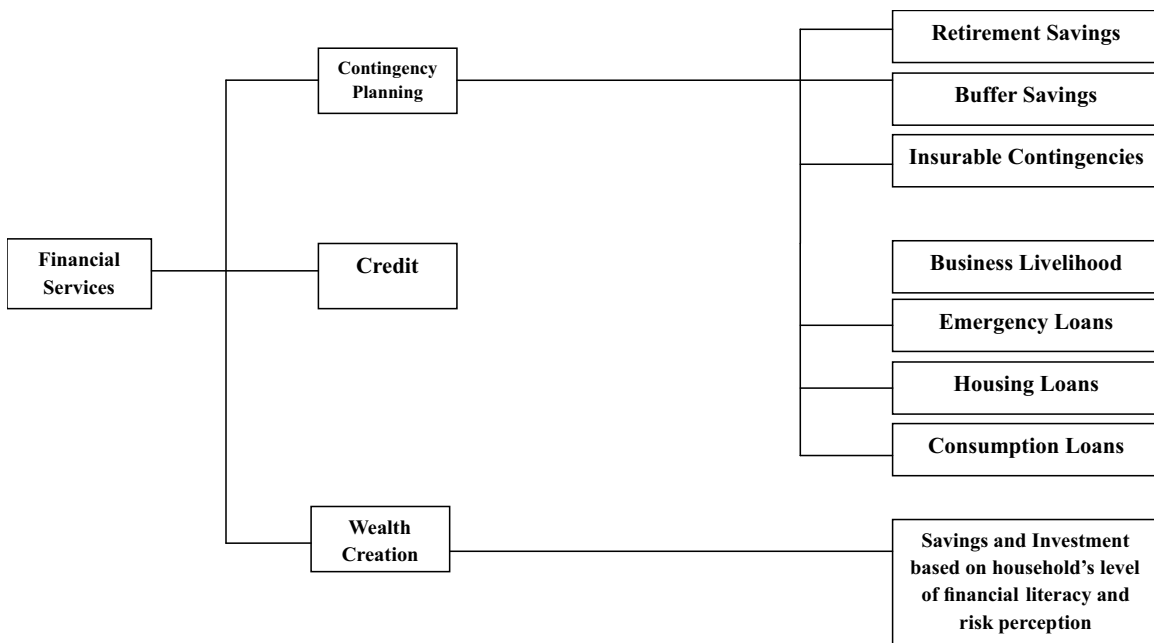 Financial
Services
Contingency
Planning
Credit
Wealth
Creation
Retirement Savings
Buffer Savings
Insurable Contingencies
Business Livelihood
Emergency Loans
Housing Loans
Consumption Loans
Savings and Investment
based on household’s level
of financial literacy and
risk perception